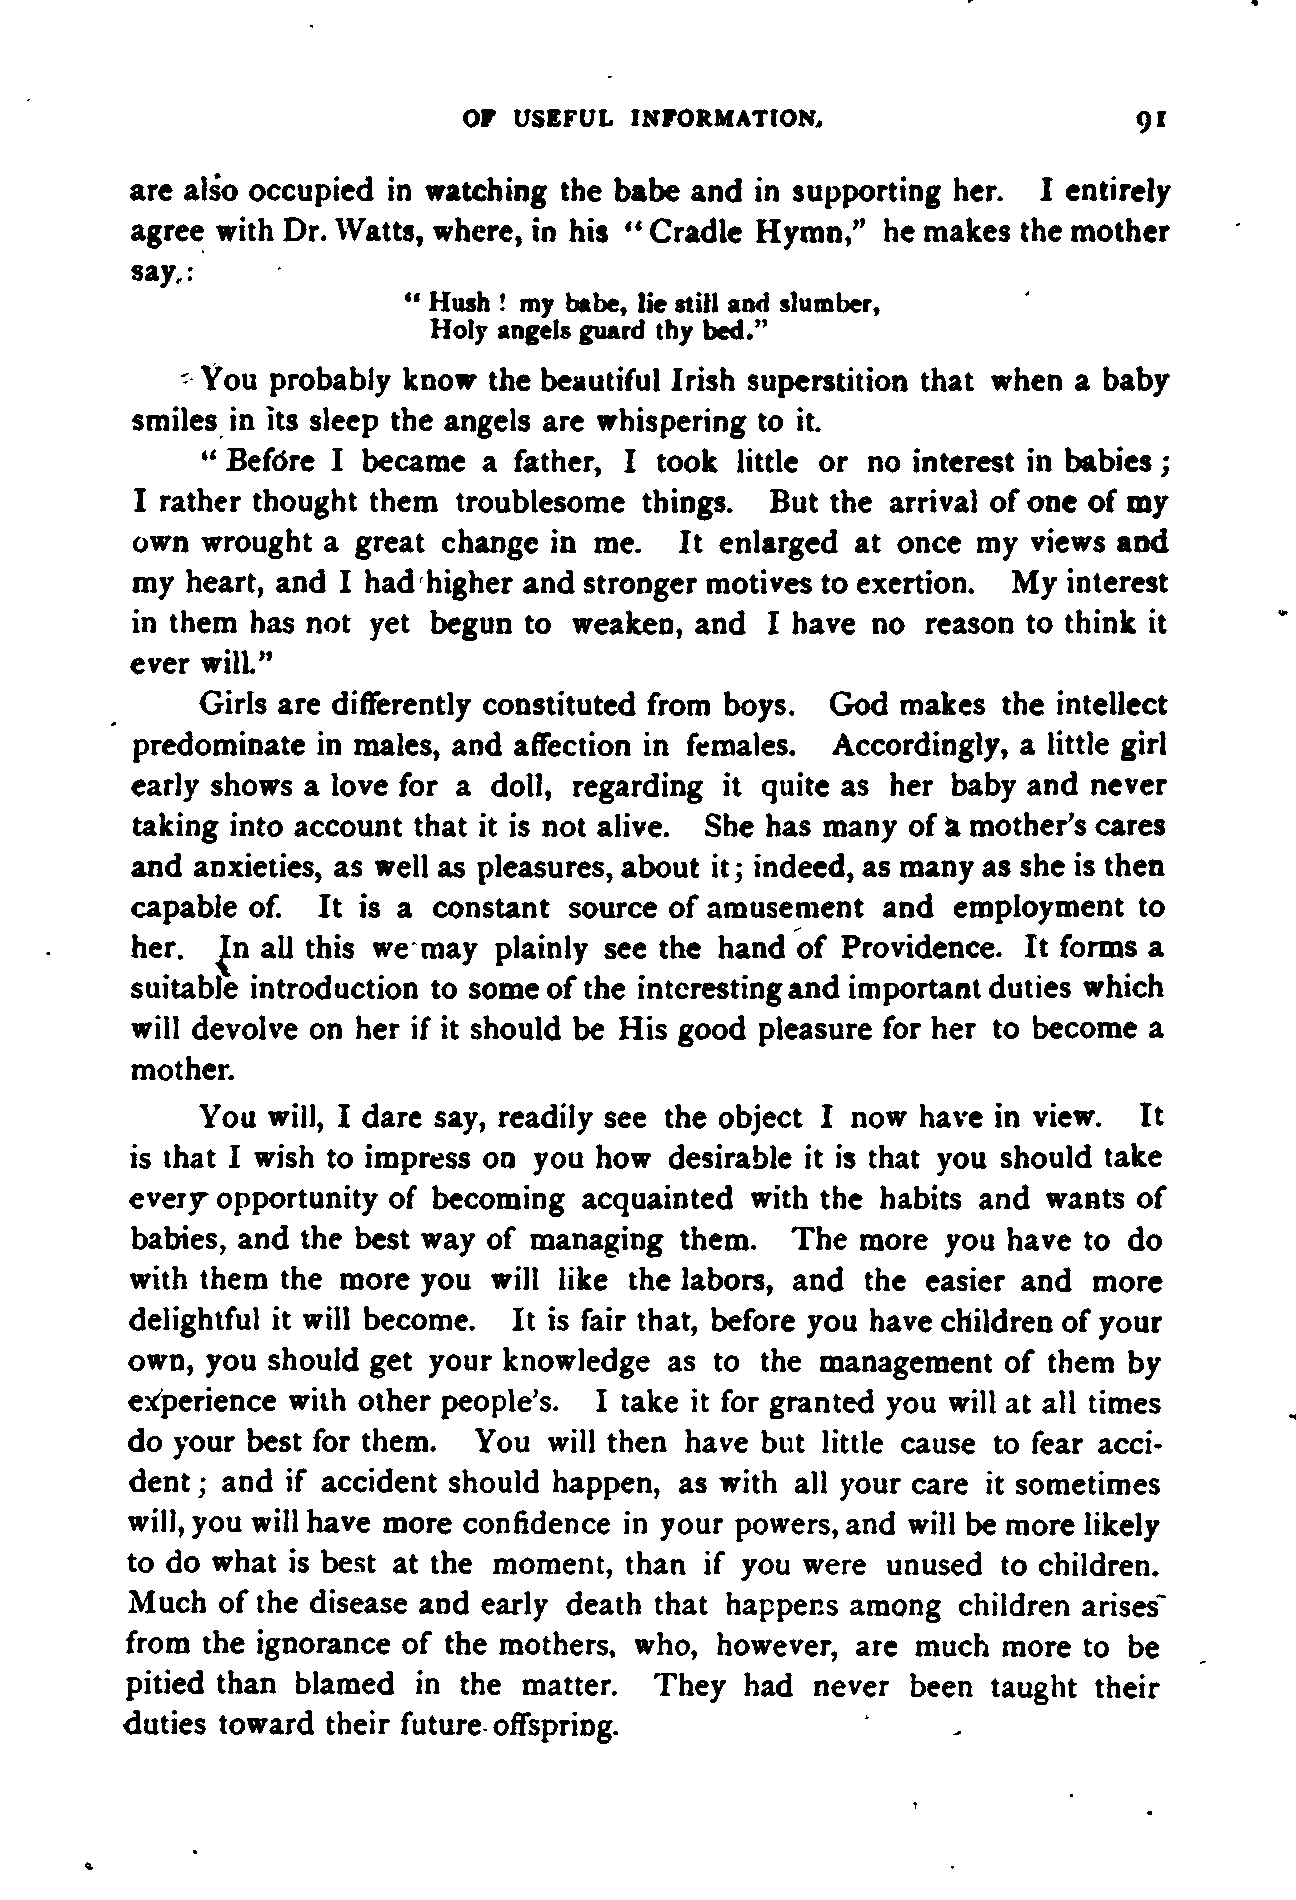 OF USEFUL INFORMATION. 91
are also occupied in watching the babe and in supporting her. I entirely
agree with Dr. Watts, where, in his "Cradle Hymn," he makes the mother
say,:
"Hush! my babe, lie still and slumber,
Holy angels guard thy bed."
You probably know the beautiful Irish superstition that when a baby
smiles in its sleep the angels are whispering to it.
"Before I became a father, I took little or no interest in babies;
I rather thought them troublesome things. But the arrival of one of my
own wrought a great change in me. It enlarged at once my views and
my heart, and I had higher and stronger motives to exertion. My interest
in them has not yet begun to weaken, and I have no reason to think it
ever will."
Girls are differently constituted from boys. God makes the intellect
predominate in males, and affection in females. Accordingly, a little girl
early shows a love for a doll, regarding it quite as her baby and never
taking into account that it is not alive. She has many of a mother's cares
and anxieties, as well as pleasures, about it; indeed, as many as she is then
capable of. It is a constant source of amusement and employment to
her. In all this we may plainly see the hand of Providence. It forms a
suitable introduction to some of the interesting and important duties which
will devolve on her if it should be His good pleasure for her to become a
mother.
You will, I dare say, readily see the object I now have in view. It
is that I wish to impress on you how desirable it is that you should take
every opportunity of becoming acquainted with the habits and wants of
babies, and the best way of managing them. The more you have to do
with them the more you will like the labors, and the easier and more
delightful it will become. It is fair that, before you have children of your
own, you should get your knowledge as to the management of them by
experience with other people's. I take it for granted you will at all times
do your best for them. You will then have but little cause to fear acci-
dent; and if accident should happen, as with all your care it sometimes
will, you will have more confidence in your powers, and will be more likely
to do what is best at the moment, than if you were unused to children.
Much of the disease and early death that happens among children arises
from the ignorance of the mothers, who, however, are much more to be
pitied than blamed in the matter. They had never been taught their
duties toward their future offspring.